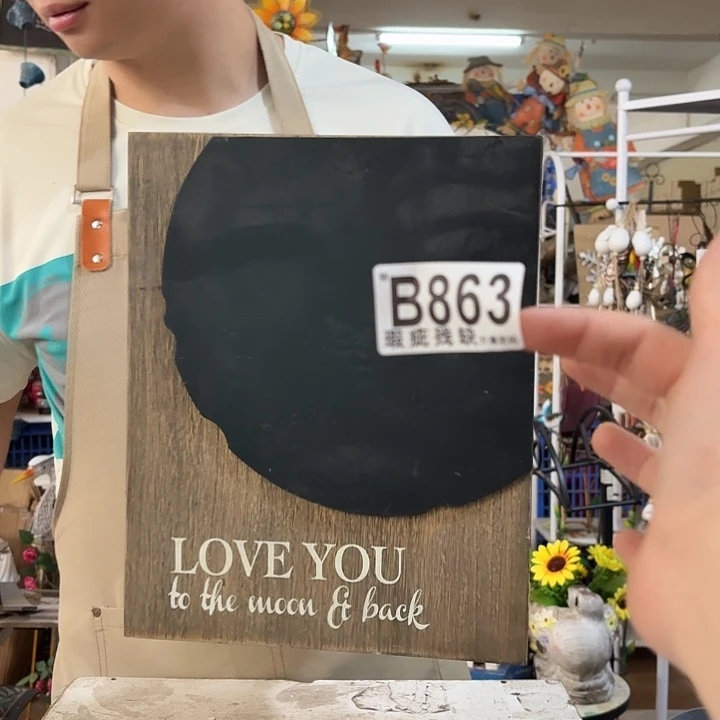 B863
瑕疵残缺
LOVE YOU
to the moon & back